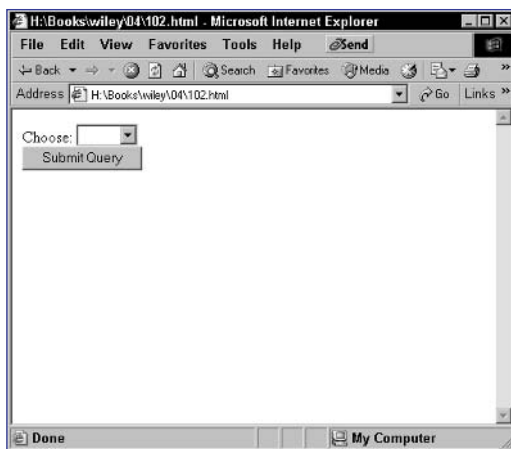 H:\Books\wiley\04\102.html - Microsoft Internet Explorer
File Edit View Favorites Tools Help Send
Back Search Favorites Media »
Address H:\Books\wiley\04\102.html Go Links »
Choose:
Submit Query
Done My Computer